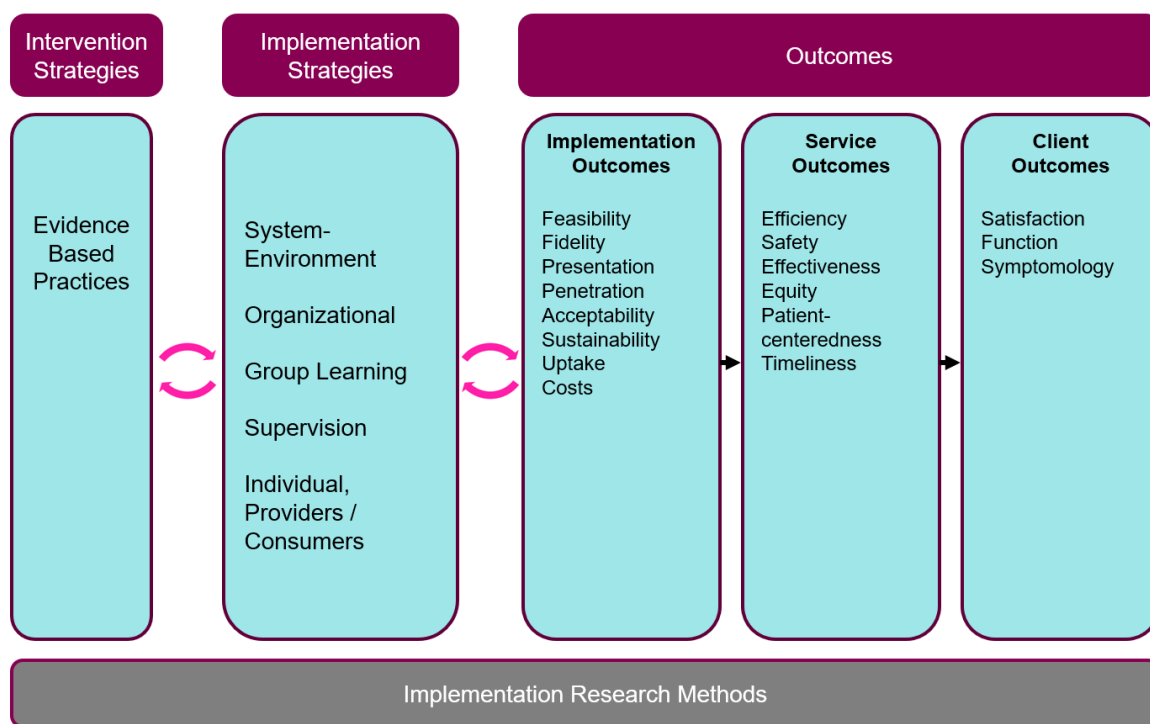 Intervention
Strategies
Implementation
Strategies
Outcomes
Evidence
Based
Practices
System-
Environment
Organizational
Group Learning
Supervision
Individual,
Providers /
Consumers
Implementation
Outcomes
Feasibility
Fidelity
Presentation
Penetration
Acceptability
Sustainability
Uptake
Costs
Service
Outcomes
Efficiency
Safety
Effectiveness
Equity
Patient-
centeredness
Timeliness
Client
Outcomes
Satisfaction
Function
Symptomology
Implementation Research Methods